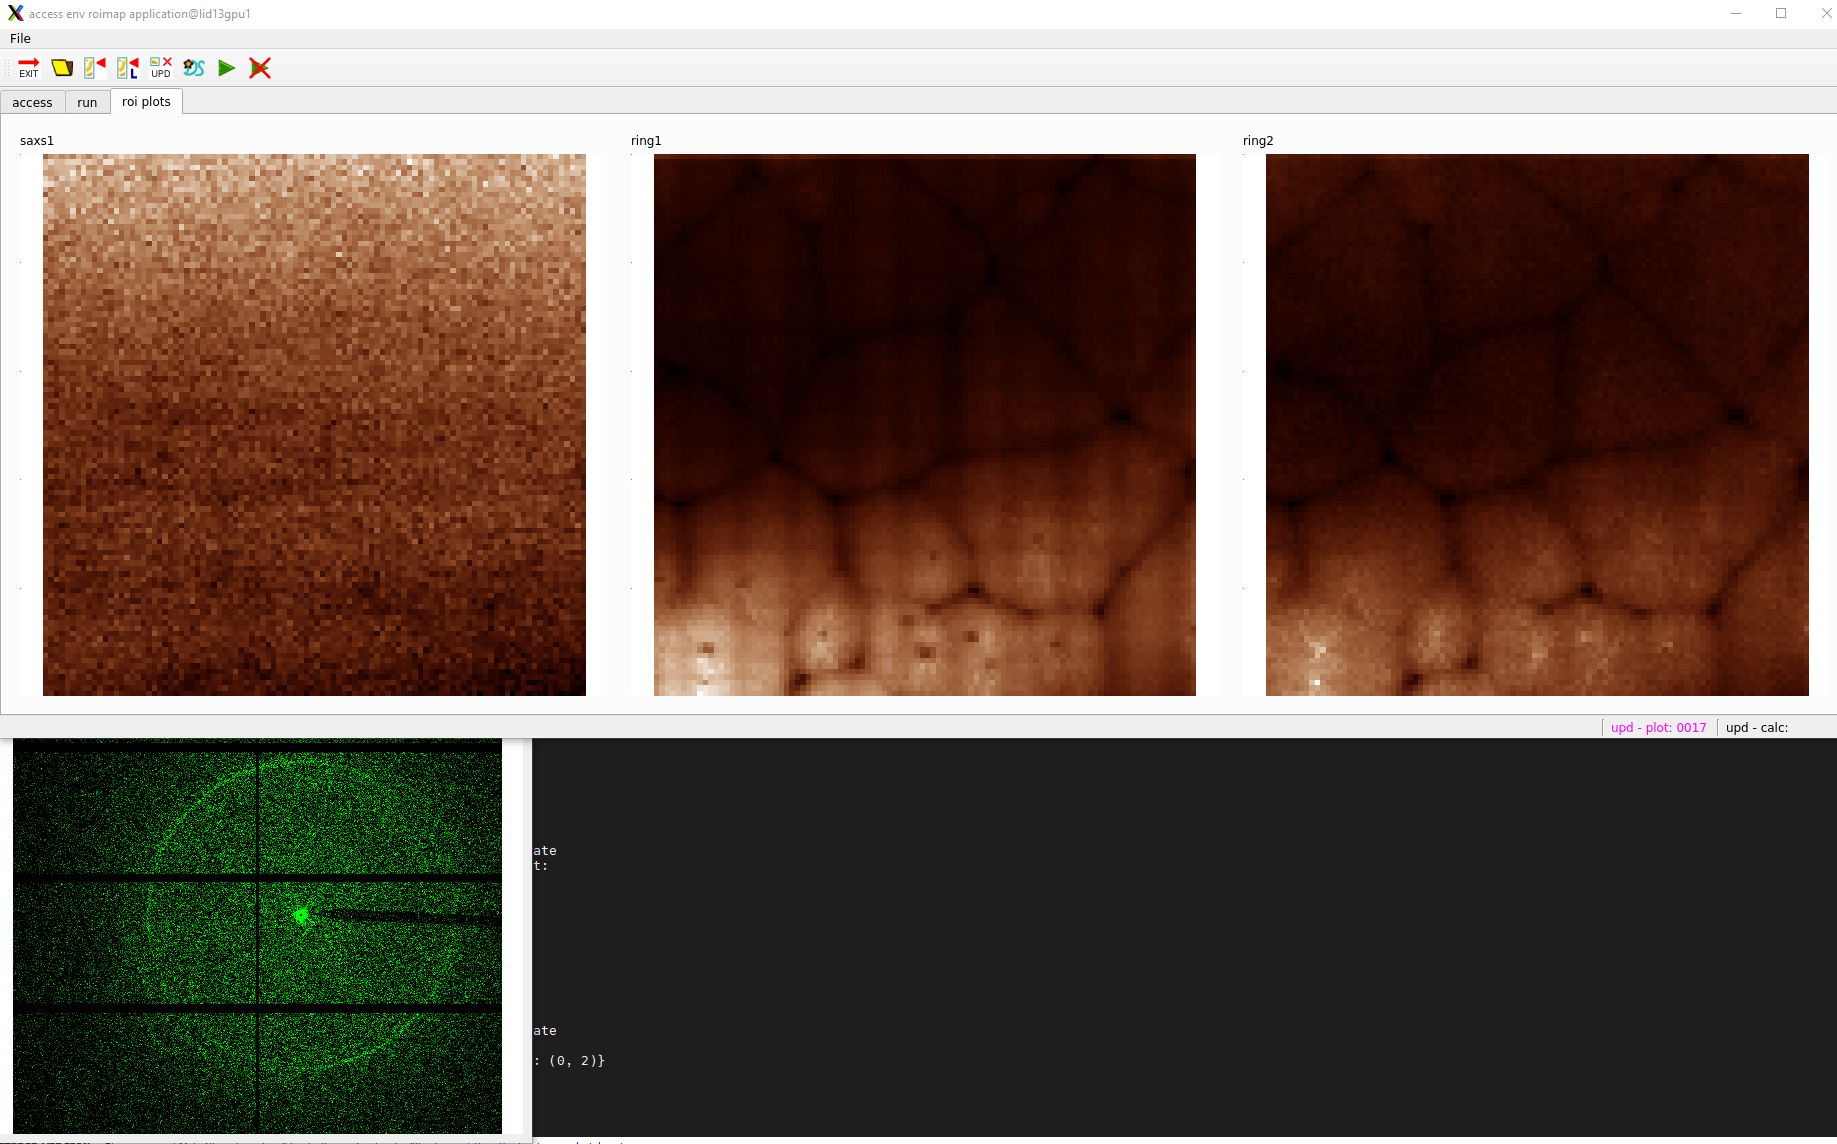 access env roimap application@lid13gpu1
File
EXIT
L
UPD
DS
access run roi plots
saxs1 ring1 ring2
upd - plot: 0017 upd - calc:
ate
t:
ate
: (0, 2)}